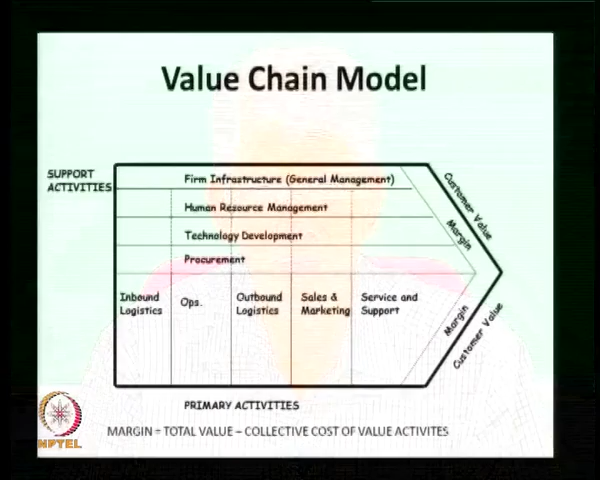 Value Chain Model
SUPPORT
ACTIVITIES
Firm Infrastructure (General Management)
Human Resource Management
Technology Development
Procurement
Inbound
Logistics
Ops.
Outbound
Logistics
Sales &
Marketing
Service and
Support
Customer Value
Margin
Margin
Customer Value
PRIMARY ACTIVITIES
MARGIN = TOTAL VALUE – COLLECTIVE COST OF VALUE ACTIVITES
NPTEL